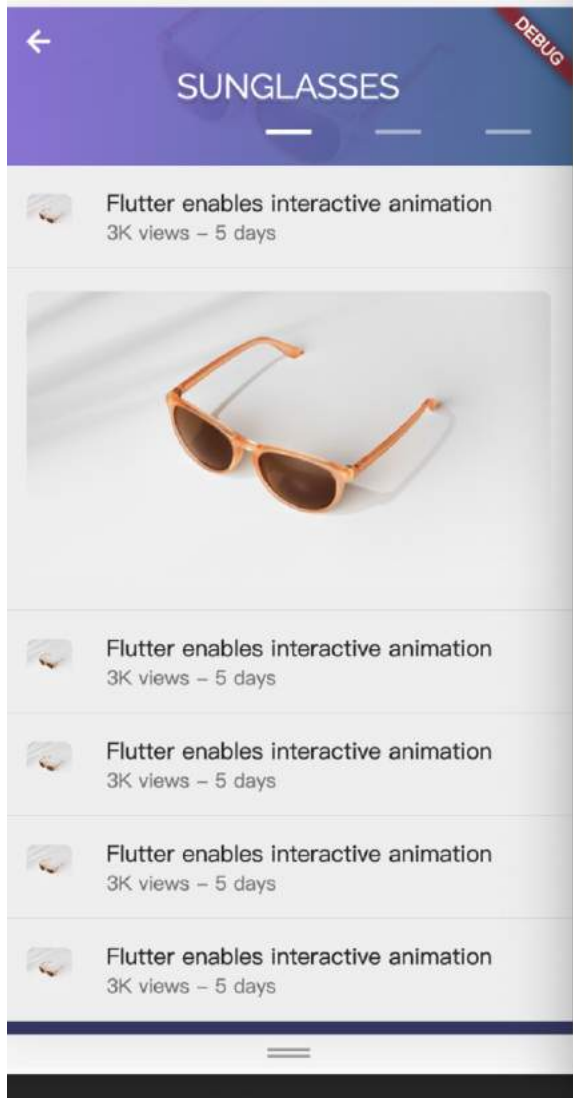 DEBUG
SUNGLASSES
Flutter enables interactive animation
3K views – 5 days
Flutter enables interactive animation
3K views – 5 days
Flutter enables interactive animation
3K views – 5 days
Flutter enables interactive animation
3K views – 5 days
Flutter enables interactive animation
3K views – 5 days